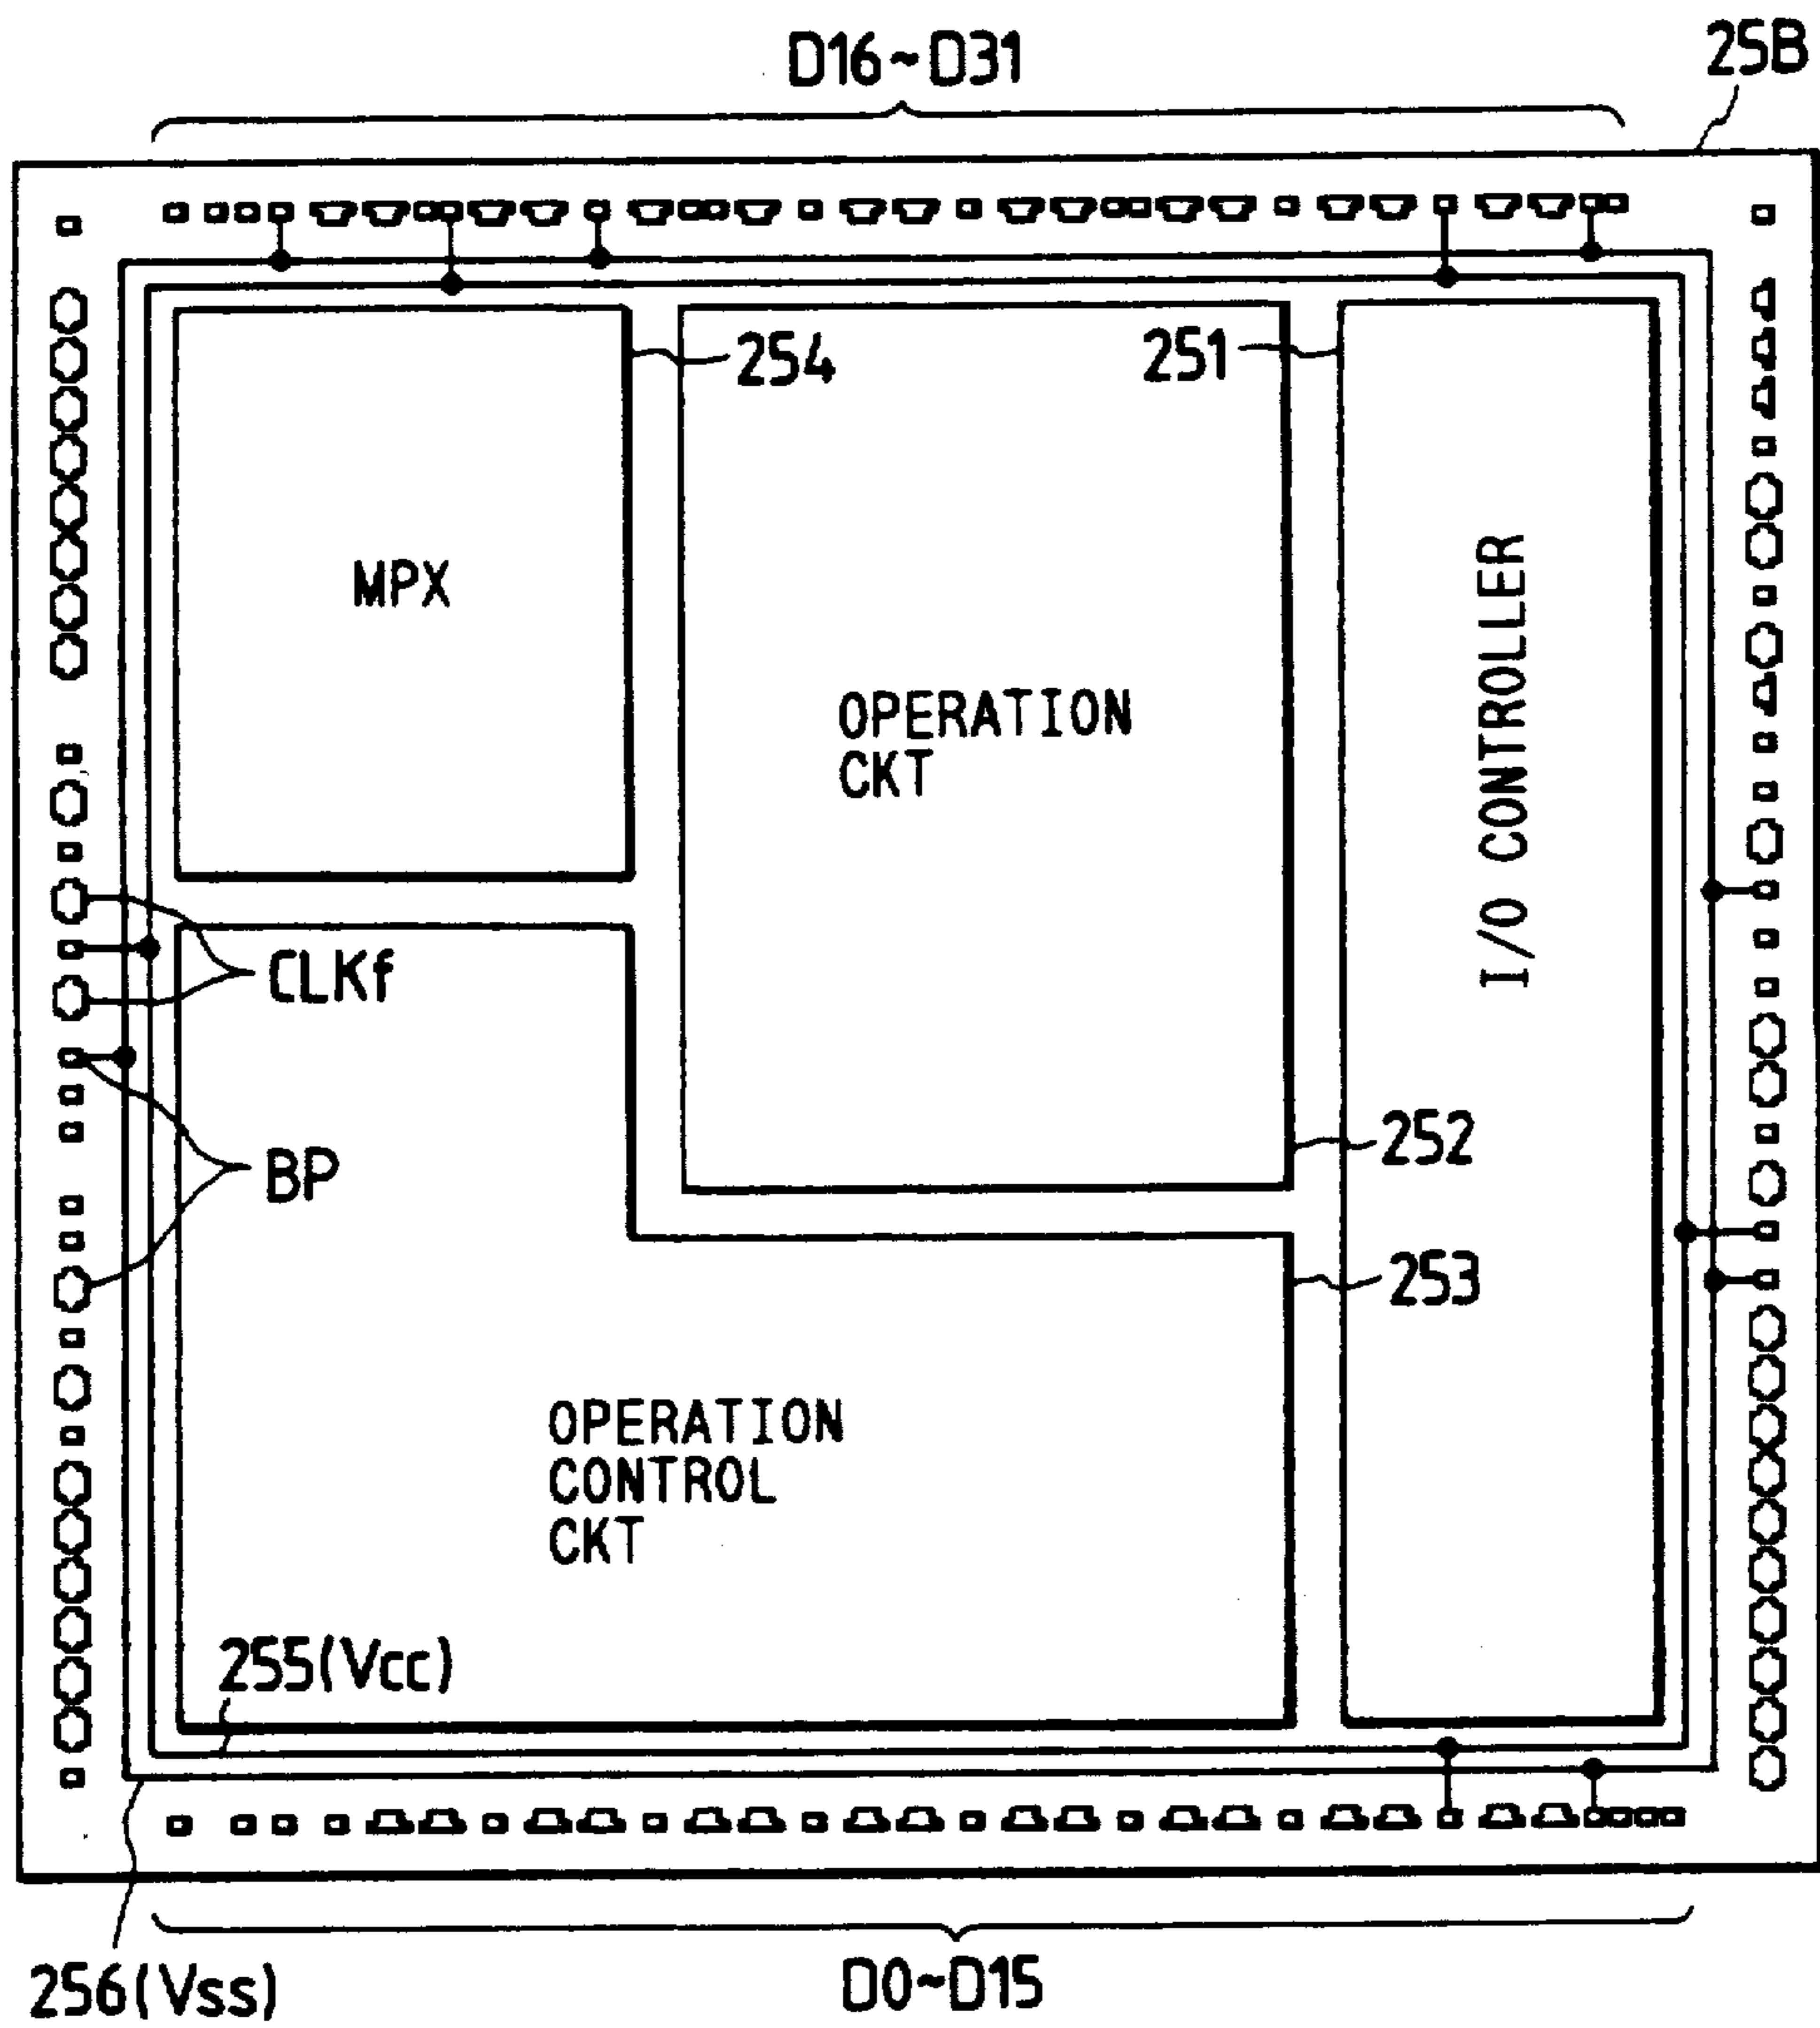 D16~D31
25B
254
251
MPX
OPERATION
CKT
I/O CONTROLLER
CLKf
BP
252
253
OPERATION
CONTROL
CKT
255(Vcc)
256(Vss)
D0~D15